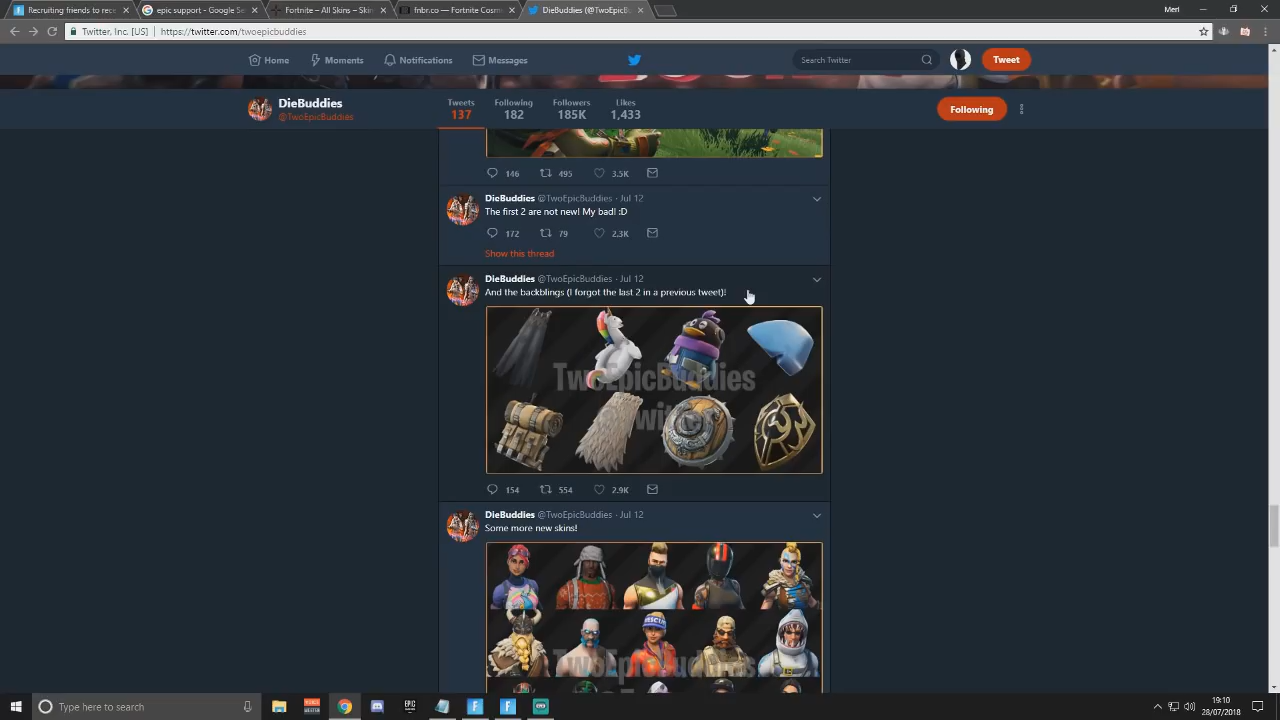 Recruiting friends to rec
epic support - Google Se
Fortnite – All Skins – Skin
fnbr.co — Fortnite Cosm
DieBuddies (@TwoEpicB
Merl
Twitter, Inc. [US] https://twitter.com/twoepicbuddies
Home Moments Notifications Messages Search Twitter Tweet
DieBuddies
@TwoEpicBuddies
Tweets Following Followers Likes
137 182 185K 1,433
Following
146 495 3.5K
DieBuddies @TwoEpicBuddies · Jul 12
The first 2 are not new! My bad! :D
172 79 2.3K
Show this thread
DieBuddies @TwoEpicBuddies · Jul 12
And the backblings (I forgot the last 2 in a previous tweet)!
TwoEpicBuddies
@Twitter
154 554 2.9K
DieBuddies @TwoEpicBuddies · Jul 12
Some more new skins!
TwoEpicBuddies
Type here to search
19:10
28/07/2018